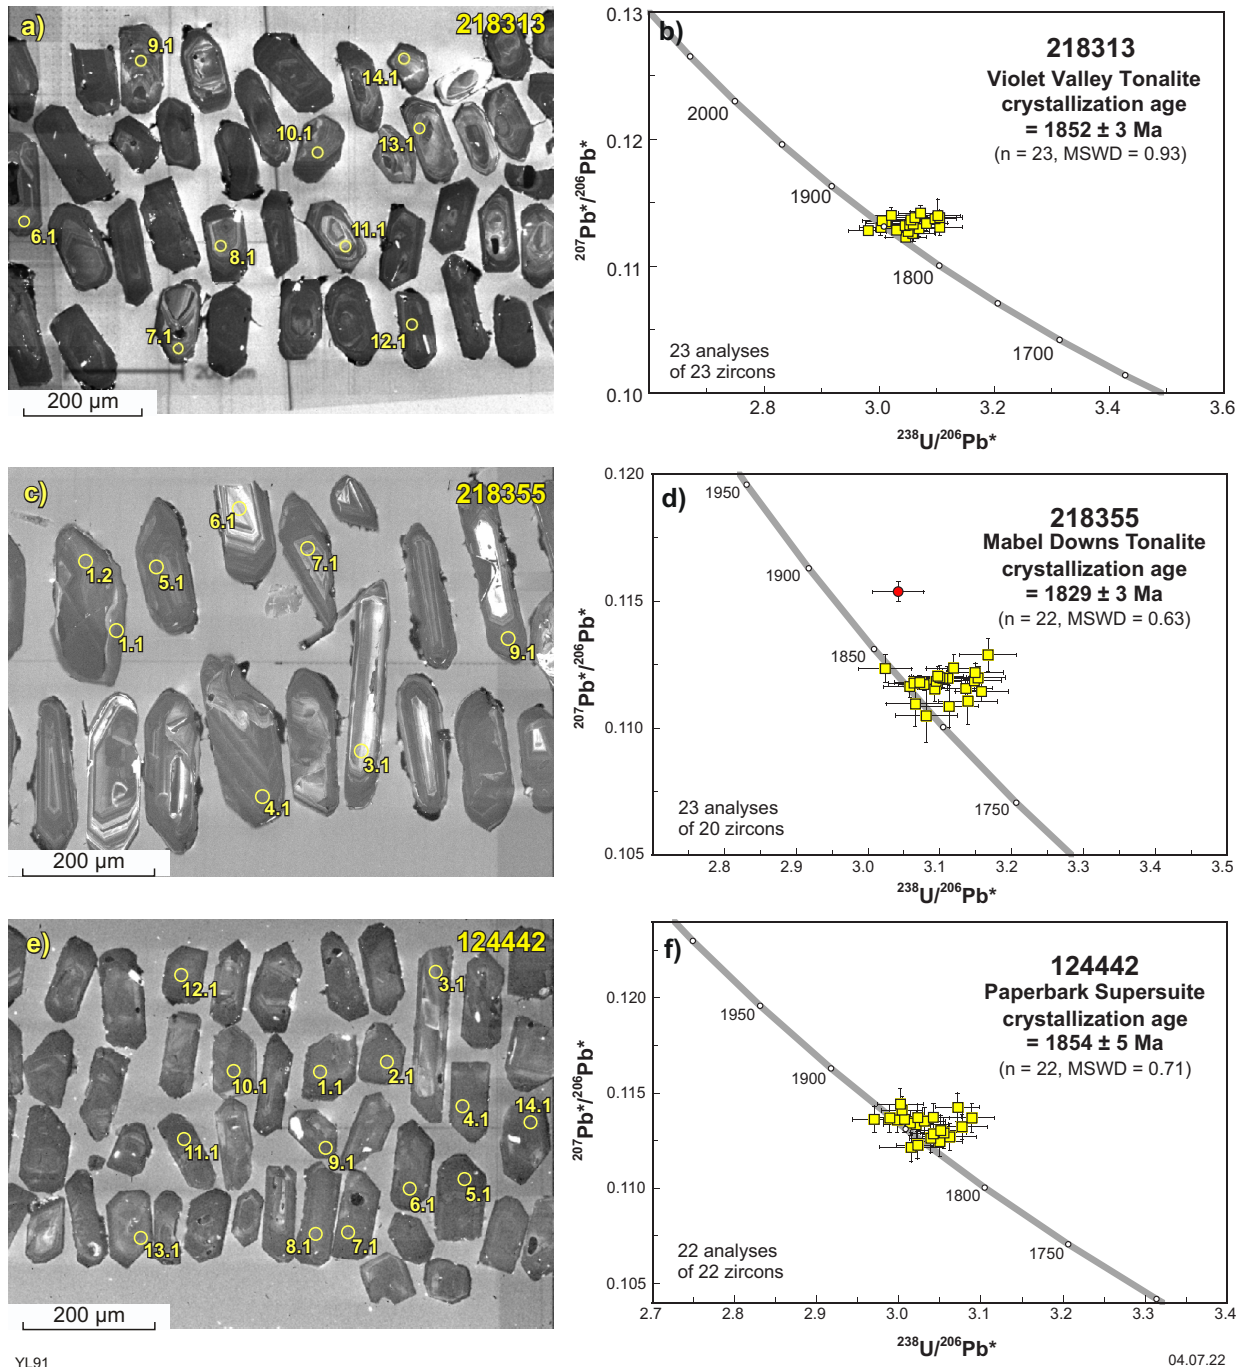 a)
218313
9.1
14.1
10.1
13.1
6.1
8.1
11.1
7.1
12.1
200 µm
b)
218313
Violet Valley Tonalite
crystallization age
= 1852 ± 3 Ma
(n = 23, MSWD = 0.93)
0.13
0.12
0.11
0.10
²⁰⁷Pb*/²⁰⁶Pb*
2000
1900
1800
1700
23 analyses
of 23 zircons
2.8
3.0
3.2
3.4
3.6
²³⁸U/²⁰⁶Pb*
c)
218355
6.1
1.2
5.1
7.1
1.1
9.1
3.1
4.1
200 µm
d)
218355
Mabel Downs Tonalite
crystallization age
= 1829 ± 3 Ma
(n = 22, MSWD = 0.63)
0.120
0.115
0.110
0.105
²⁰⁷Pb*/²⁰⁶Pb*
1950
1900
1850
1750
23 analyses
of 20 zircons
2.8
2.9
3.0
3.1
3.2
3.3
3.4
3.5
²³⁸U/²⁰⁶Pb*
e)
124442
12.1
3.1
10.1
1.1
2.1
4.1
14.1
11.1
9.1
6.1
5.1
13.1
8.1
7.1
200 µm
f)
124442
Paperbark Supersuite
crystallization age
= 1854 ± 5 Ma
(n = 22, MSWD = 0.71)
0.120
0.115
0.110
0.105
²⁰⁷Pb*/²⁰⁶Pb*
1950
1900
1800
1750
22 analyses
of 22 zircons
2.7
2.8
2.9
3.0
3.1
3.2
3.3
3.4
²³⁸U/²⁰⁶Pb*
YL91
04.07.22